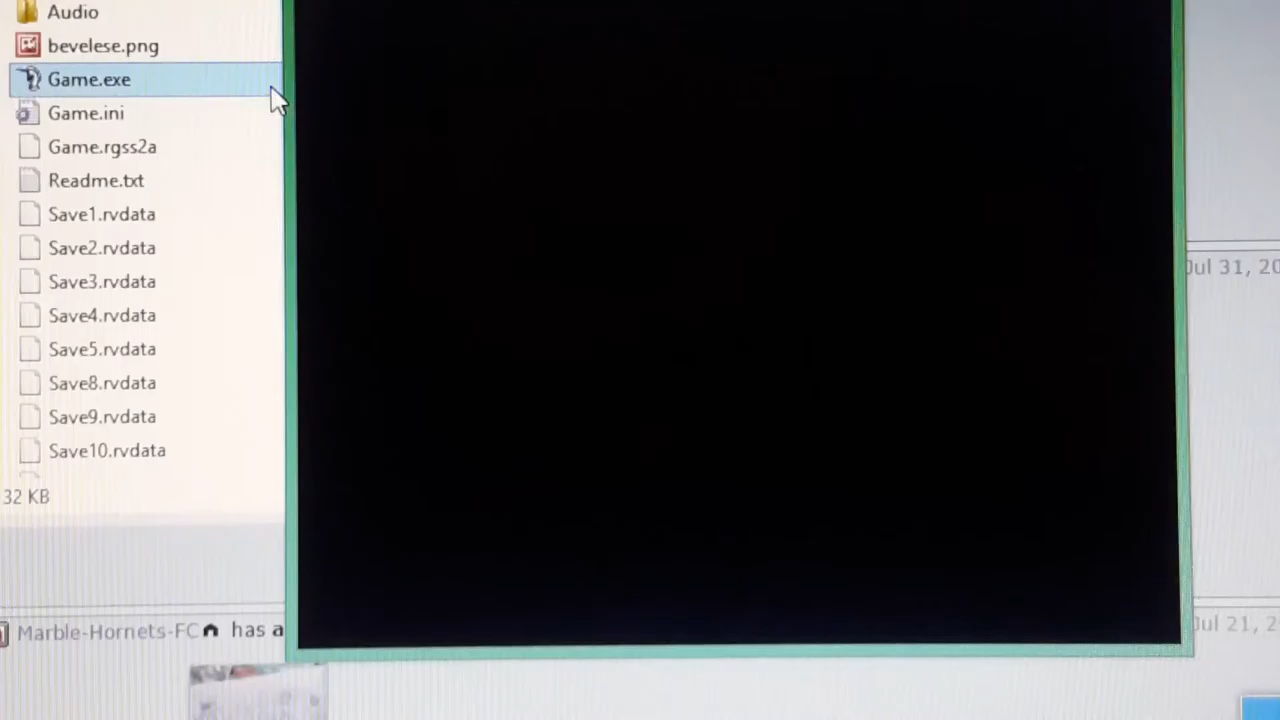 Audio
bevelese.png
Game.exe
Game.ini
Game.rgss2a
Readme.txt
Save1.rvdata
Save2.rvdata
Jul 31, 20
Save3.rvdata
Save4.rvdata
Save5.rvdata
Save8.rvdata
Save9.rvdata
Save10.rvdata
32 KB
Marble-Hornets-FC has a
Jul 21, 2